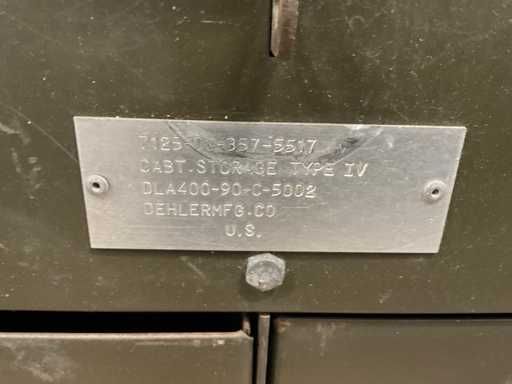 7125-00-357-5517
CABT.STORAGE TYPE IV
DLA400-90-C-5002
DEHLERMFG.CO
U.S.